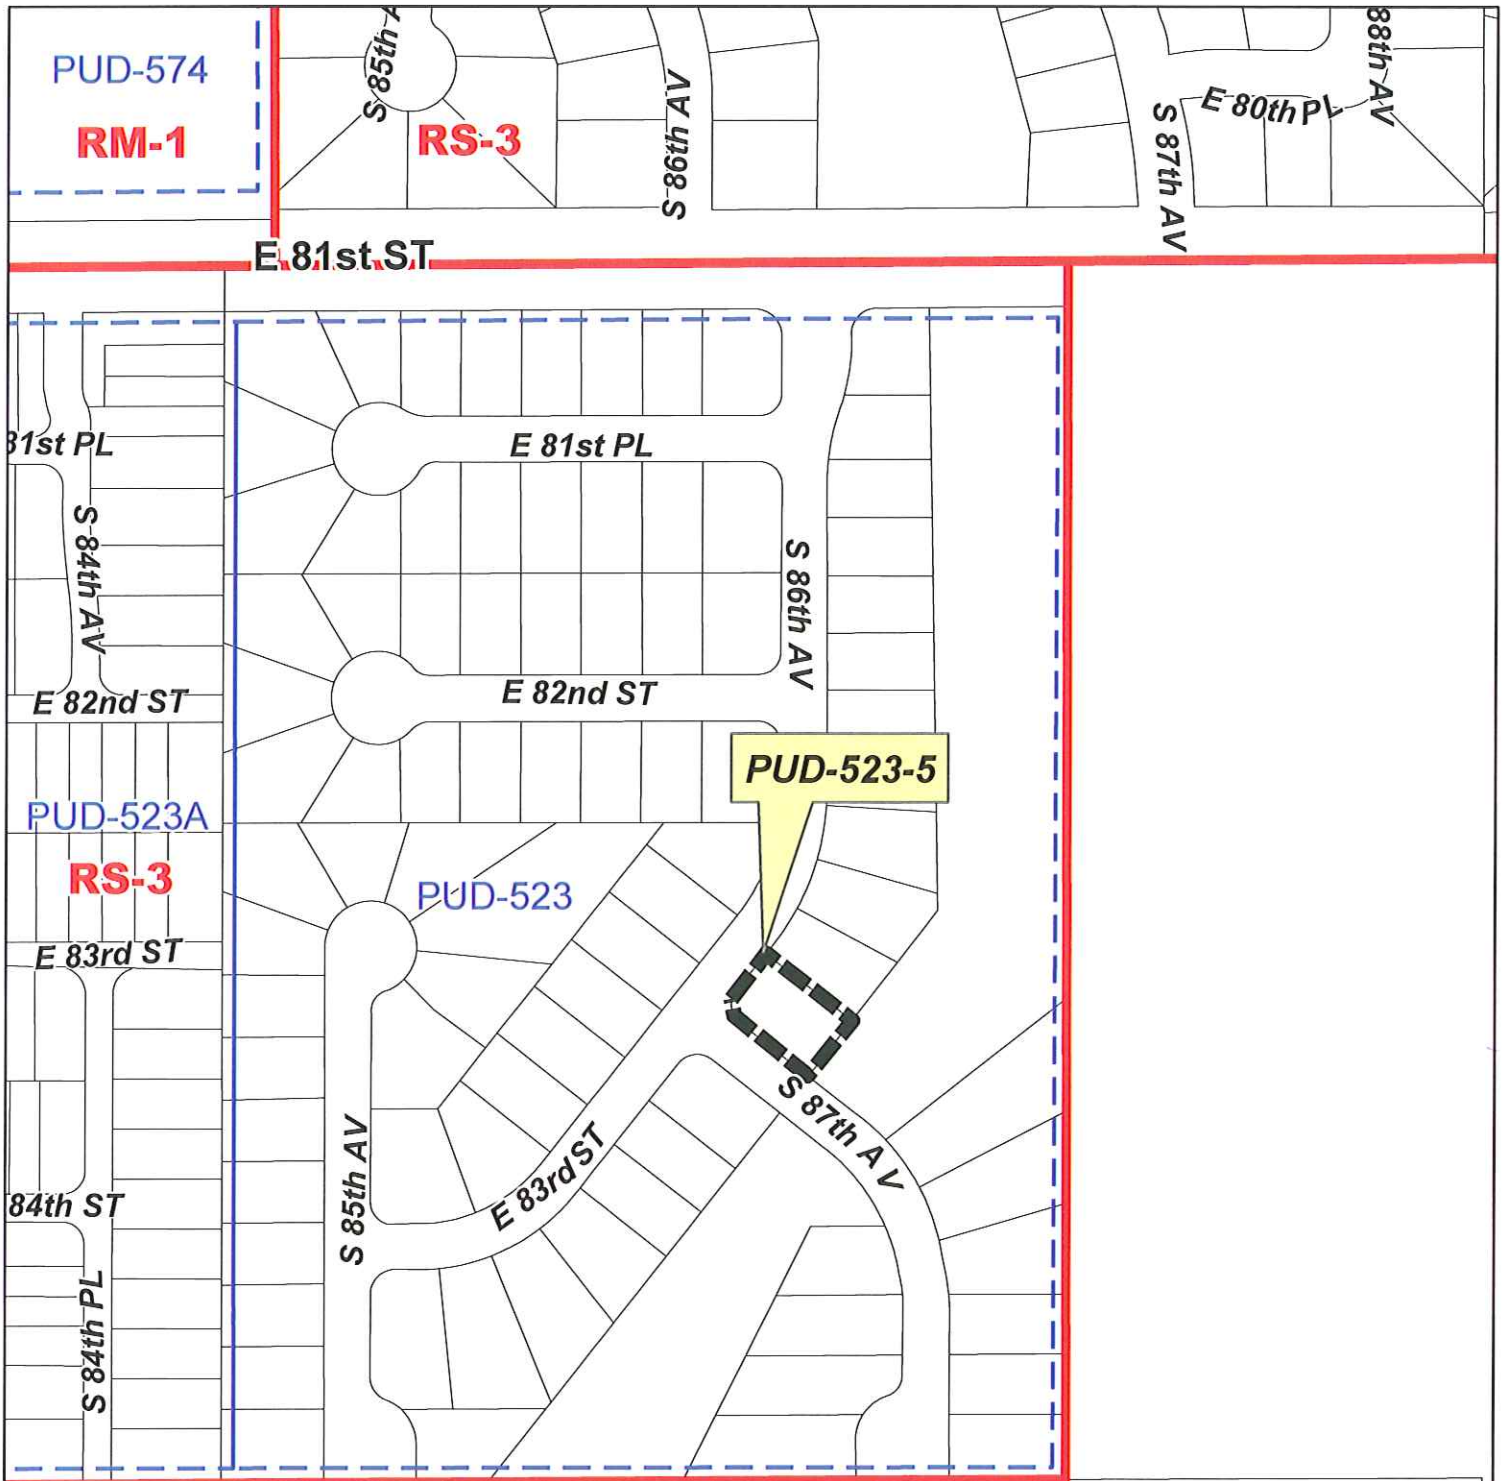 PUD-574
RM-1
S 85th A
RS-3
S 86th AV
S 87th AV
E 80th PL
88th AV
E 81st ST
81st PL
E 81st PL
S 84th AV
S 86th AV
E 82nd ST
E 82nd ST
PUD-523-5
PUD-523A
RS-3
PUD-523
E 83rd ST
S 87th AV
S 85th AV
E 83rd ST
84th ST
S 84th PL